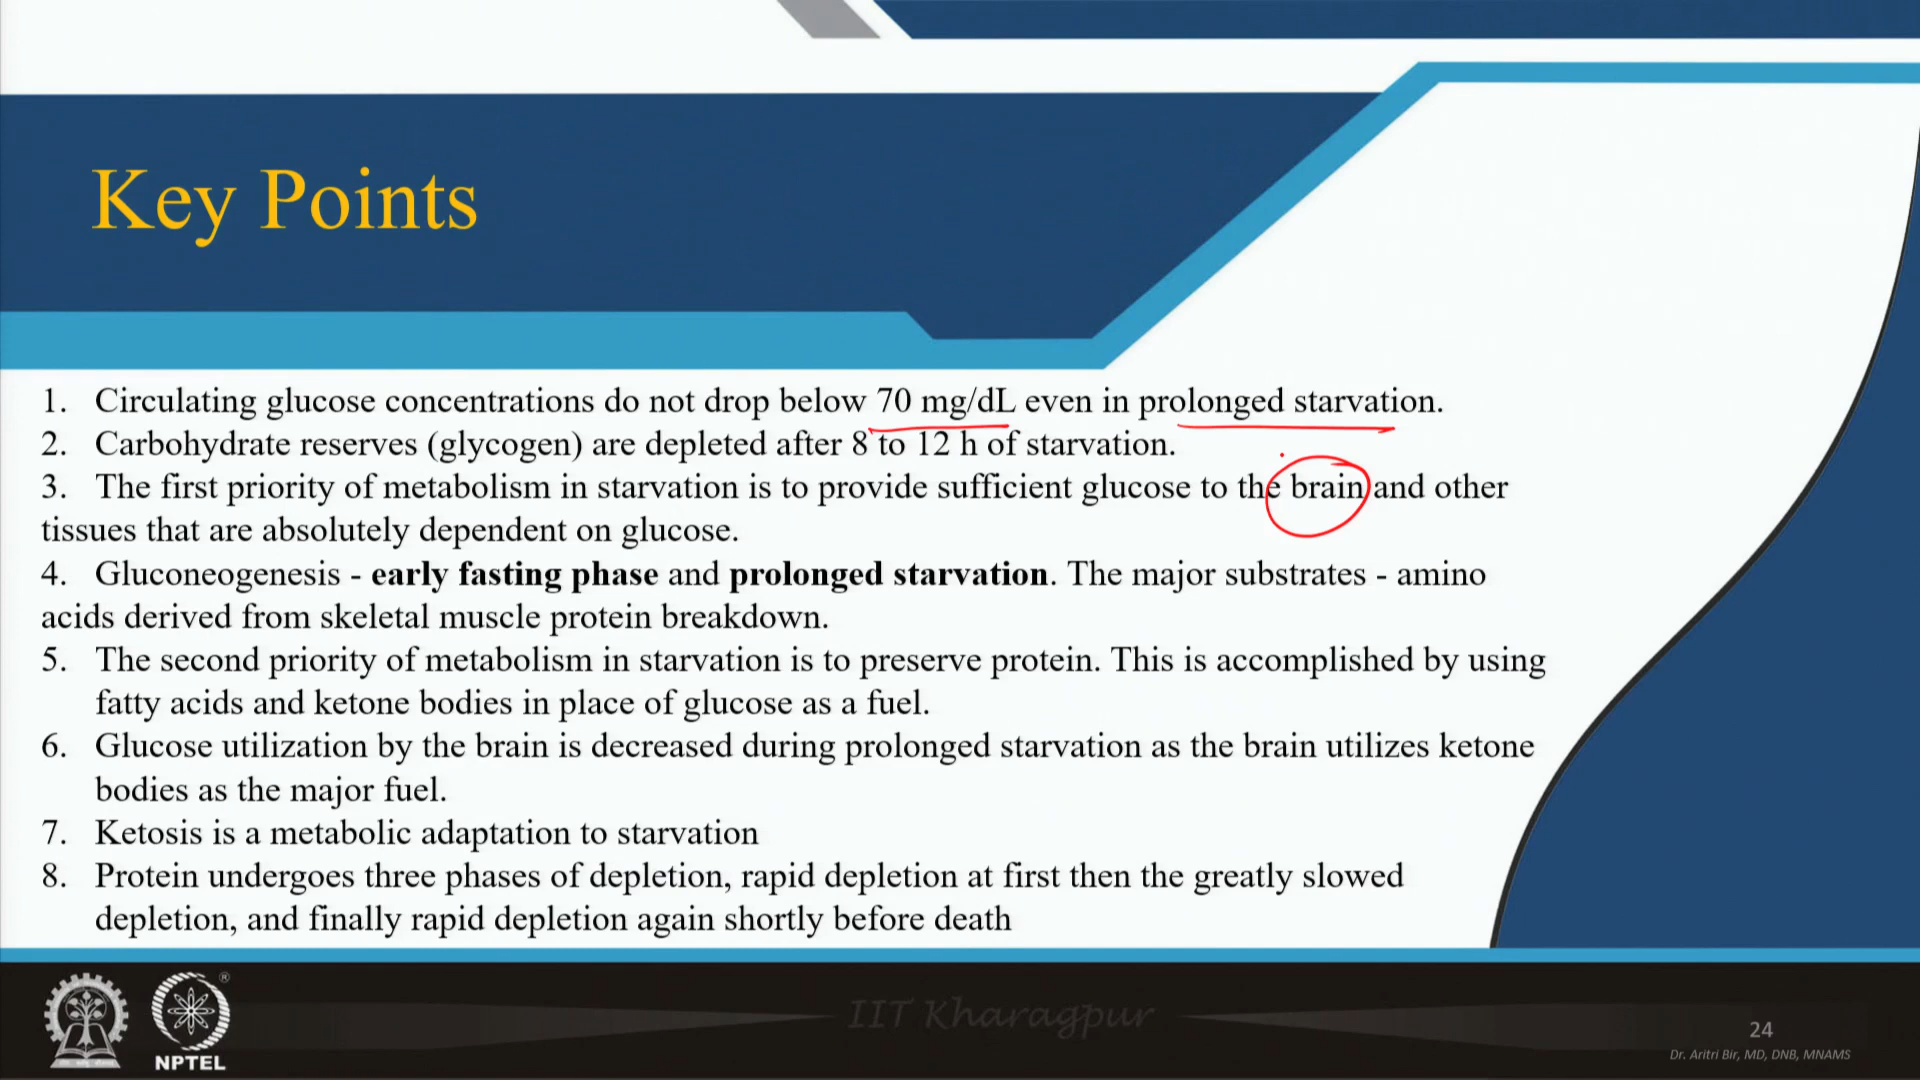 Key Points
1. Circulating glucose concentrations do not drop below 70 mg/dL even in prolonged starvation.
2. Carbohydrate reserves (glycogen) are depleted after 8 to 12 h of starvation.
3. The first priority of metabolism in starvation is to provide sufficient glucose to the brain and other
tissues that are absolutely dependent on glucose.
4. Gluconeogenesis - early fasting phase and prolonged starvation. The major substrates - amino
acids derived from skeletal muscle protein breakdown.
5. The second priority of metabolism in starvation is to preserve protein. This is accomplished by using
fatty acids and ketone bodies in place of glucose as a fuel.
6. Glucose utilization by the brain is decreased during prolonged starvation as the brain utilizes ketone
bodies as the major fuel.
7. Ketosis is a metabolic adaptation to starvation
8. Protein undergoes three phases of depletion, rapid depletion at first then the greatly slowed
depletion, and finally rapid depletion again shortly before death
®
IIT Kharagpur
24
NPTEL
Dr. Aritri Bir, MD, DNB, MNAMS